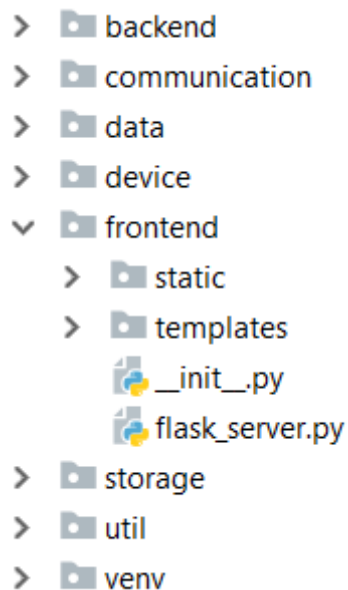 backend
communication
data
device
frontend
static
templates
__init__.py
flask_server.py
storage
util
venv